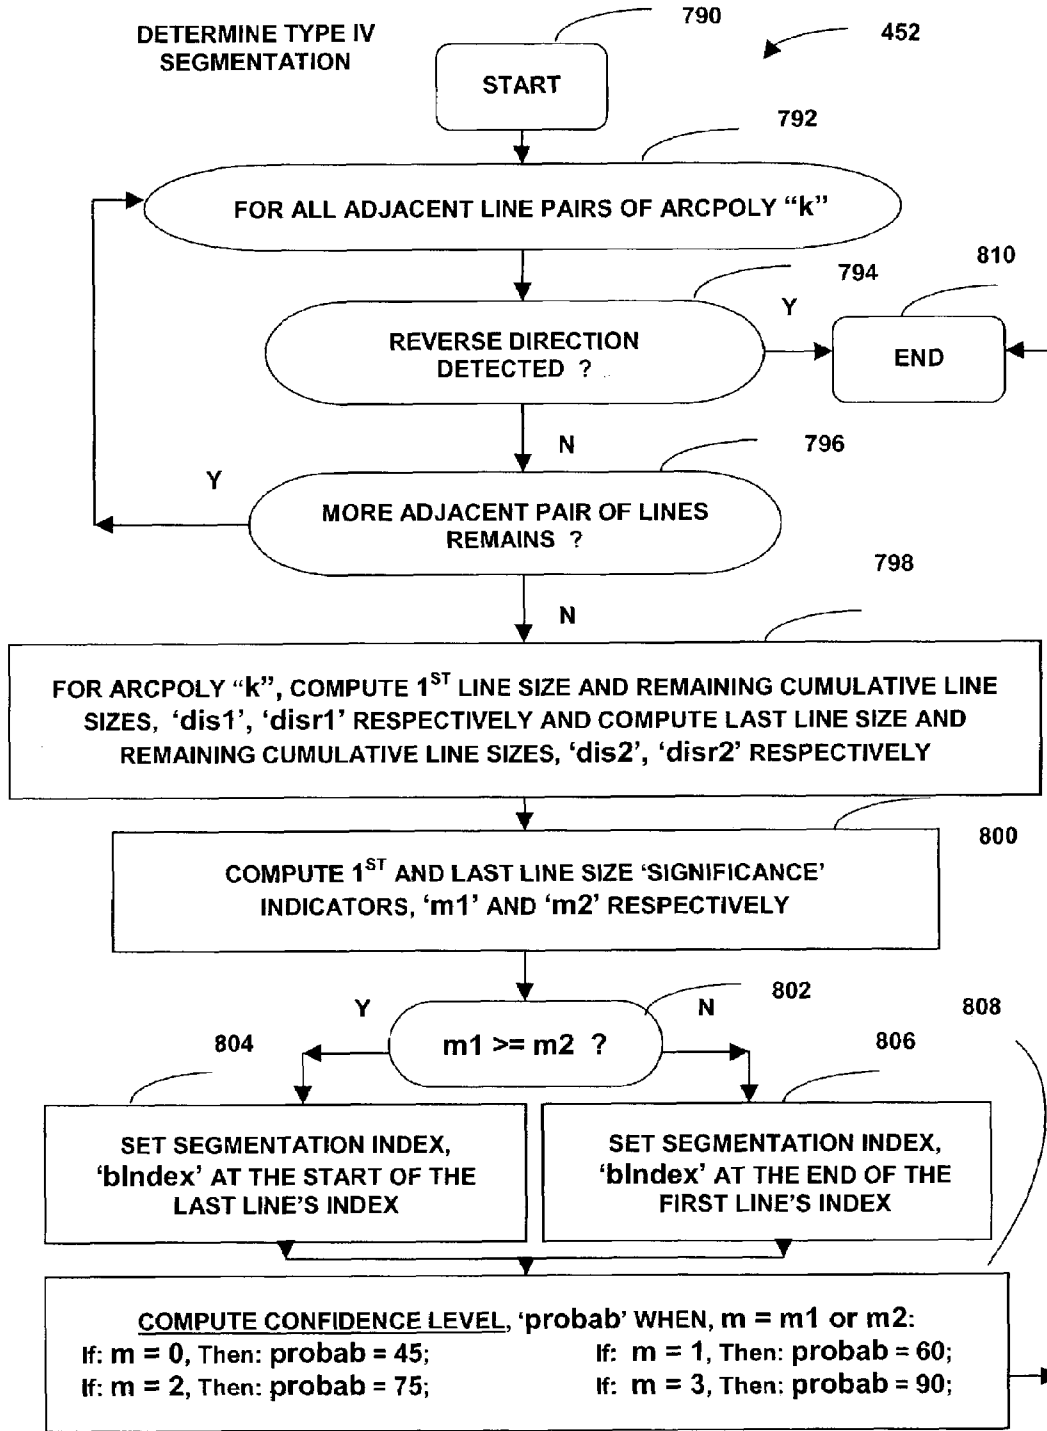 DETERMINE TYPE IV
SEGMENTATION
790
452
START
792
FOR ALL ADJACENT LINE PAIRS OF ARCPOLY “k”
794
810
REVERSE DIRECTION
DETECTED ?
Y
END
N
796
Y
MORE ADJACENT PAIR OF LINES
REMAINS ?
798
N
FOR ARCPOLY “k”, COMPUTE 1ST LINE SIZE AND REMAINING CUMULATIVE LINE
SIZES, ‘dis1’, ‘disr1’ RESPECTIVELY AND COMPUTE LAST LINE SIZE AND
REMAINING CUMULATIVE LINE SIZES, ‘dis2’, ‘disr2’ RESPECTIVELY
800
COMPUTE 1ST AND LAST LINE SIZE ‘SIGNIFICANCE’
INDICATORS, ‘m1’ AND ‘m2’ RESPECTIVELY
Y
802
N
808
804
m1 >= m2 ?
806
SET SEGMENTATION INDEX,
‘bIndex’ AT THE START OF THE
LAST LINE’S INDEX
SET SEGMENTATION INDEX,
‘bIndex’ AT THE END OF THE
FIRST LINE’S INDEX
COMPUTE CONFIDENCE LEVEL, ‘probab’ WHEN, m = m1 or m2:
If: m = 0, Then: probab = 45; If: m = 1, Then: probab = 60;
If: m = 2, Then: probab = 75; If: m = 3, Then: probab = 90;